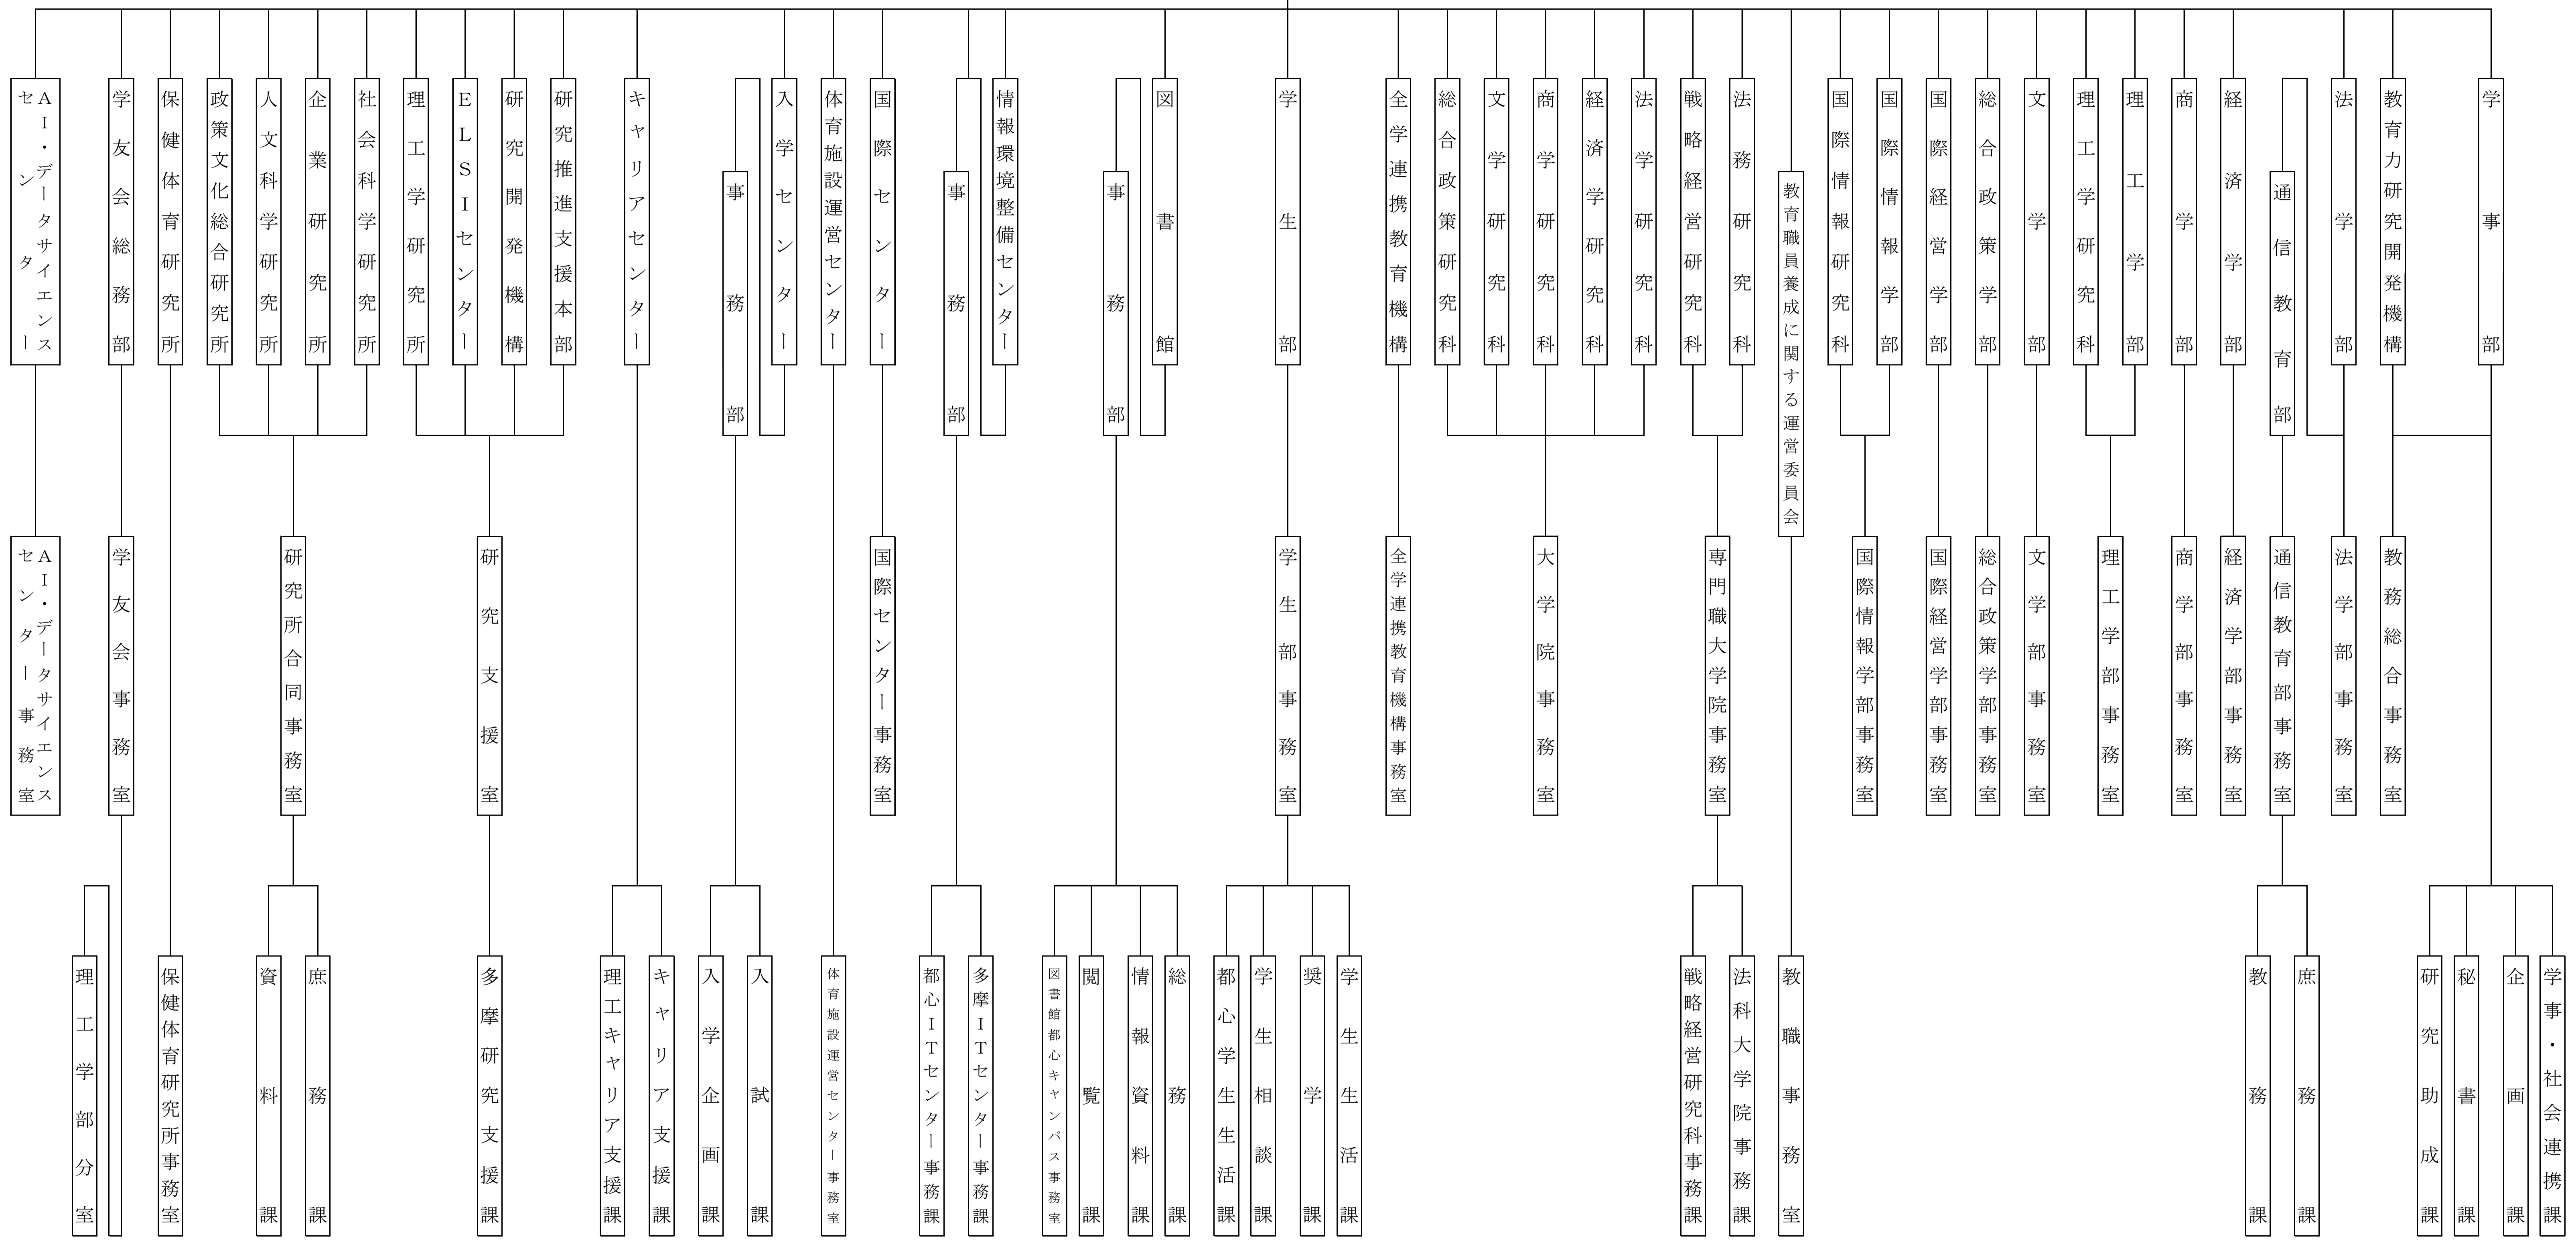 学事部
教育力研究開発機構
法学部
通信教育部
経済学部
商学部
理工学部
理工学研究科
文学部
総合政策学部
国際経営学部
国際情報学部
国際情報研究科
教育職員養成に関する運営委員会
法務研究科
戦略経営研究科
法学研究科
経済学研究科
商学研究科
文学研究科
総合政策研究科
全学連携教育機構
学生部
図書館
事務部
情報環境整備センター
事務部
国際センター
体育施設運営センター
入学センター
事務部
キャリアセンター
研究推進支援本部
研究開発機構
ELSIセンター
理工学研究所
社会科学研究所
企業研究所
人文科学研究所
政策文化総合研究所
保健体育研究所
学友会総務部
AI・データサイエンス
センター
教務総合事務室
法学部事務室
通信教育部事務室
経済学部事務室
商学部事務室
理工学部事務室
文学部事務室
総合政策学部事務室
国際経営学部事務室
国際情報学部事務室
専門職大学院事務室
大学院事務室
全学連携教育機構事務室
学生部事務室
国際センター事務室
研究支援室
研究所合同事務室
学友会事務室
AI・データサイエンス
センター事務室
学事・社会連携課
企画課
秘書課
研究助成課
庶務課
教務課
教職事務室
法科大学院事務課
戦略経営研究科事務課
学生生活課
奨学課
学生相談課
都心学生生活課
総務課
情報資料課
閲覧課
図書館都心キャンパス事務室
多摩ITセンター事務課
都心ITセンター事務課
体育施設運営センター事務室
入試課
入学企画課
キャリア支援課
理工キャリア支援課
多摩研究支援課
庶務課
資料課
保健体育研究所事務室
理工学部分室